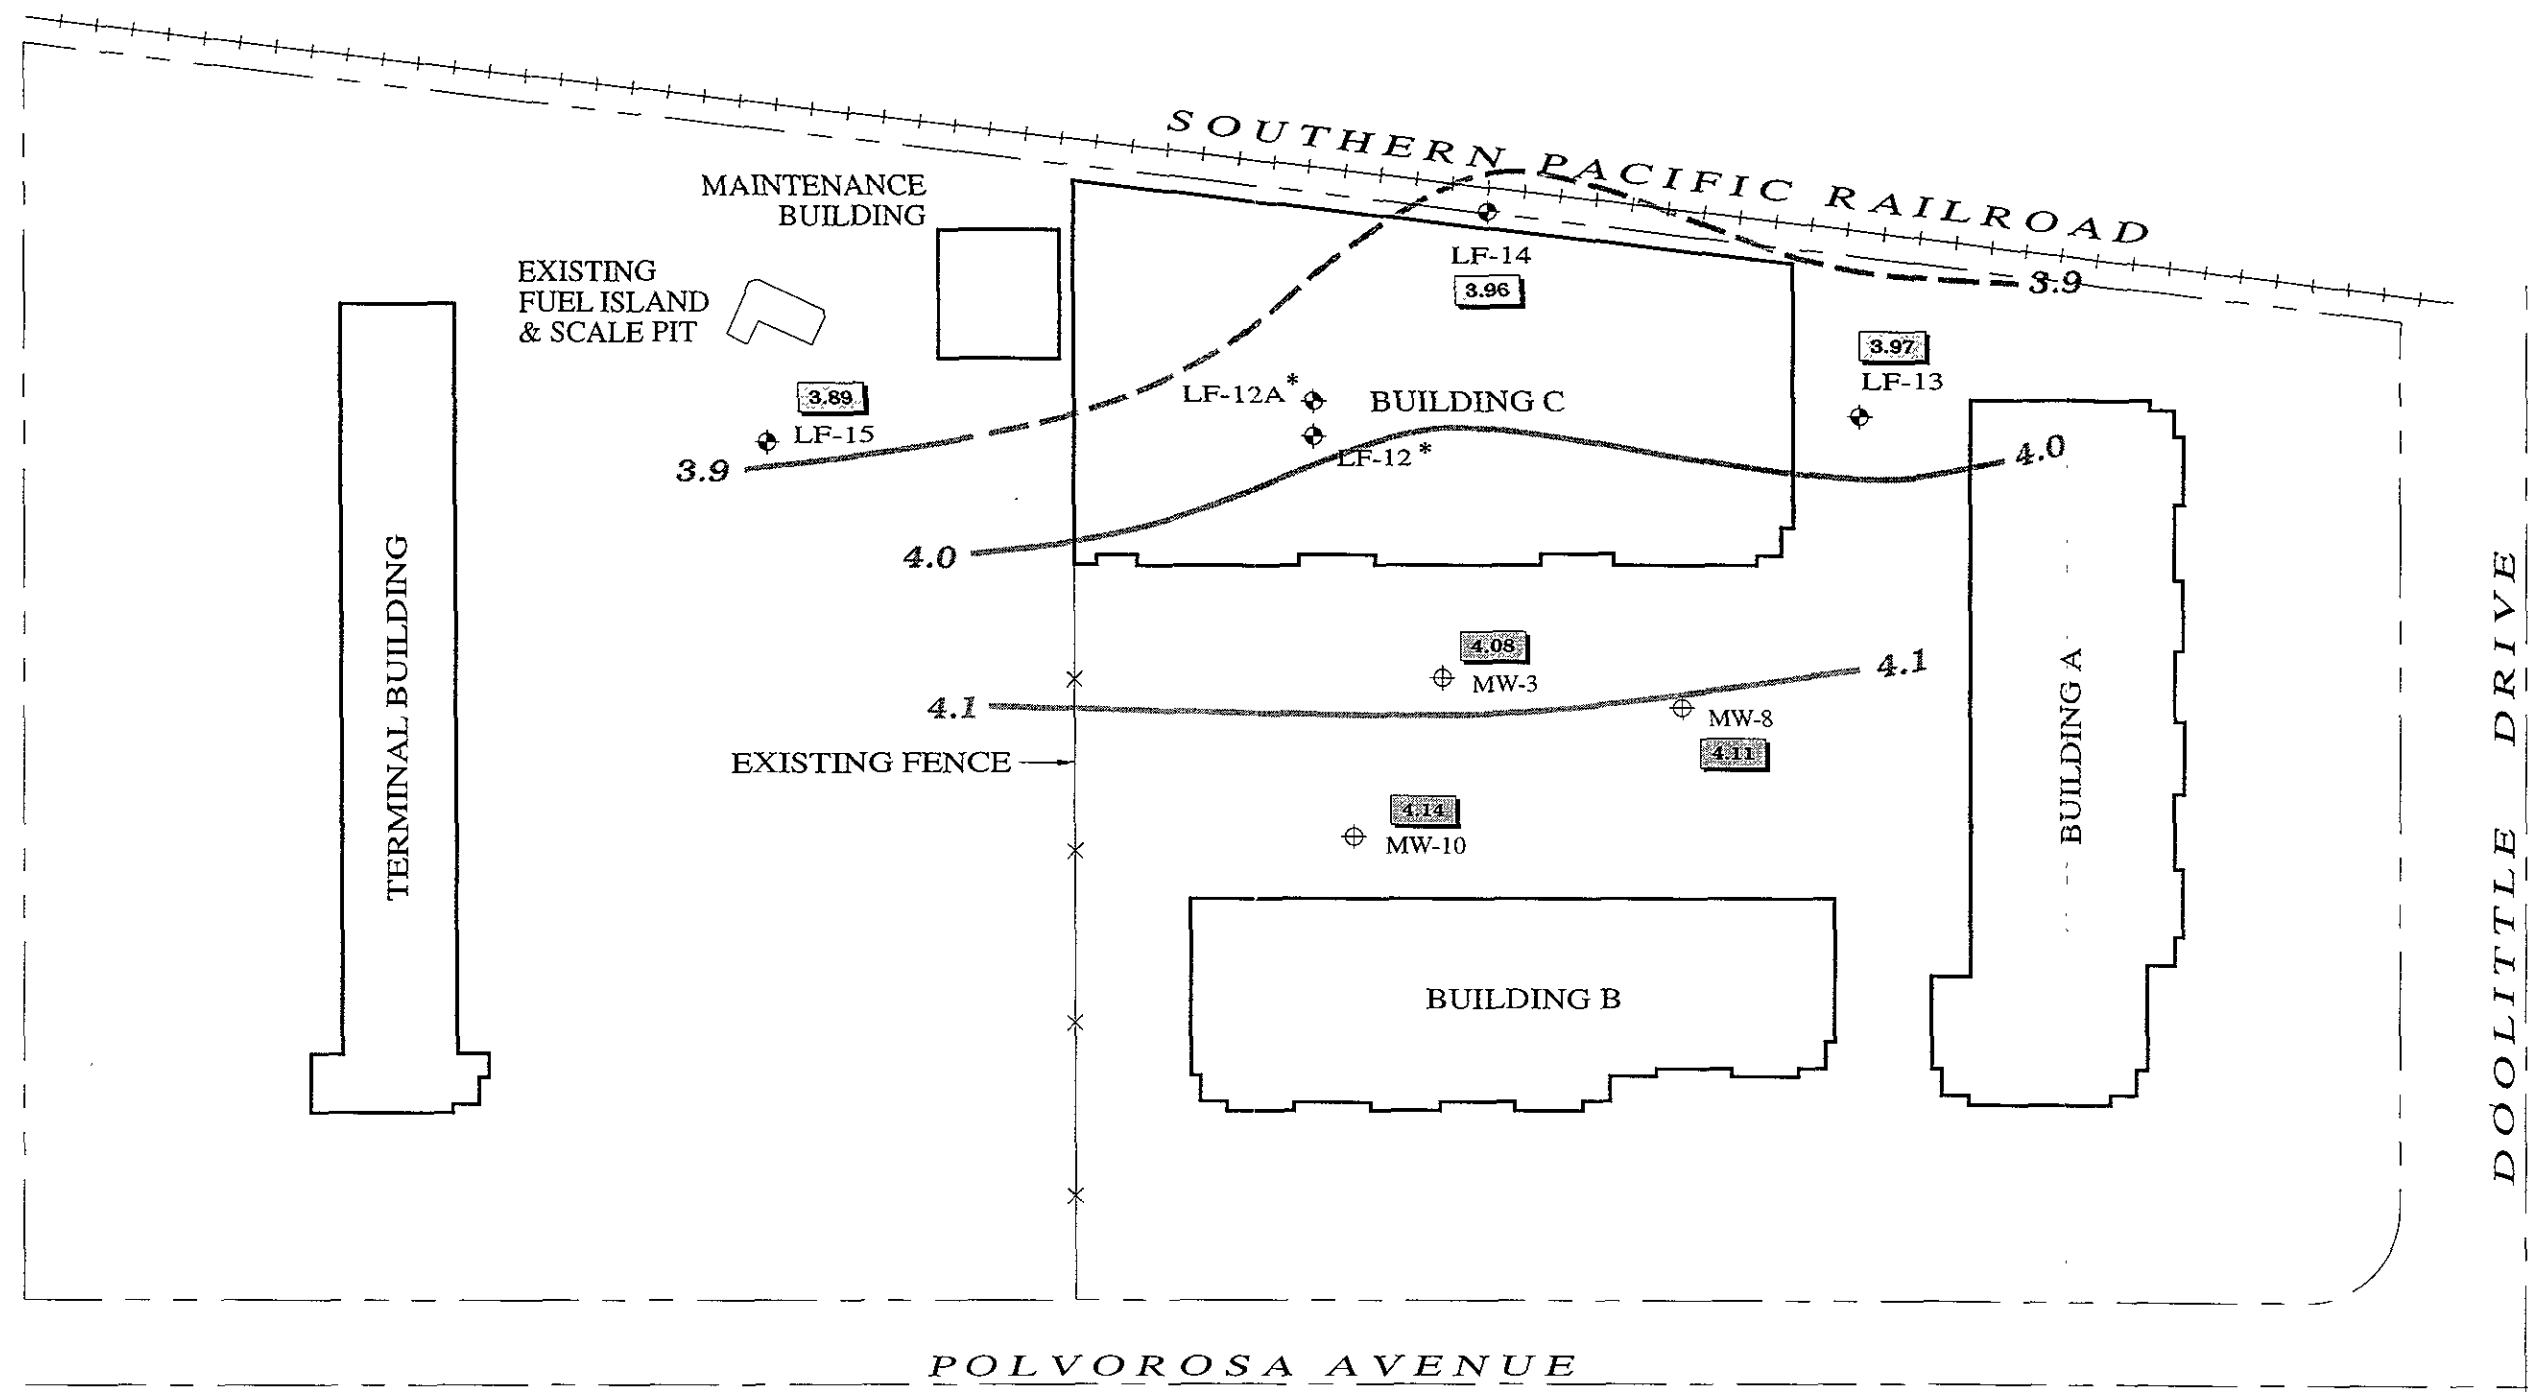 SOUTHERN PACIFIC RAILROAD
MAINTENANCE
BUILDING
EXISTING
FUEL ISLAND
& SCALE PIT
LF-14
3.96
3.9
3.97
LF-13
3.89
LF-15
3.9
LF-12A*
BUILDING C
LF-12*
4.0
4.0
TERMINAL BUILDING
4.08
MW-3
4.1
4.1
MW-8
4.11
EXISTING FENCE
4.14
MW-10
BUILDING A
BUILDING B
DOOLITTLE DRIVE
POLVOROSA AVENUE